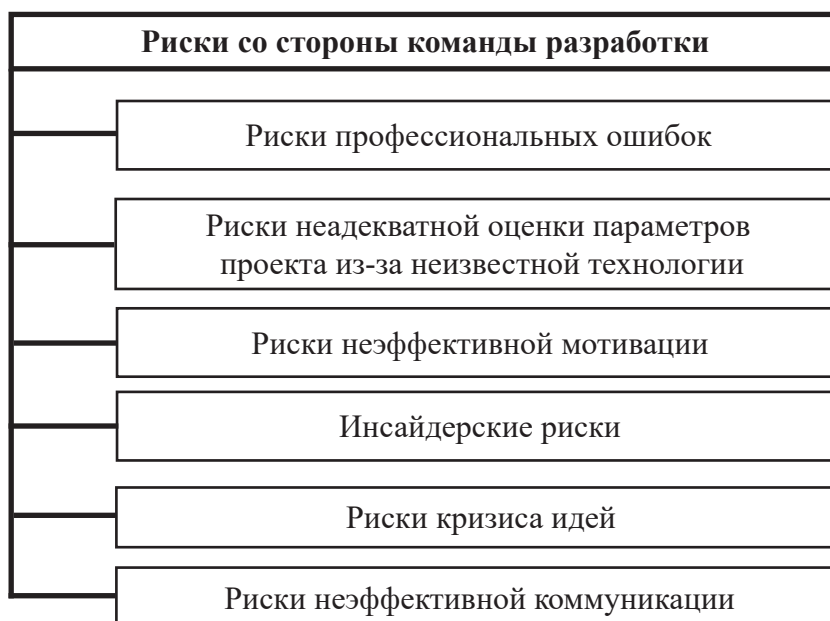 Риски со стороны команды разработки
Риски профессиональных ошибок
Риски неадекватной оценки параметров
проекта из-за неизвестной технологии
Риски неэффективной мотивации
Инсайдерские риски
Риски кризиса идей
Риски неэффективной коммуникации